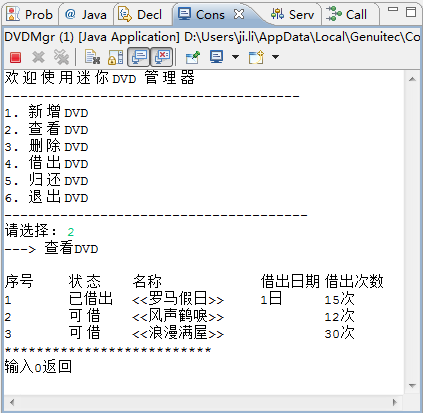 Prob @ Java Decl Cons Serv Call
DVDMgr (1) [Java Application] D:\Users\ji.li\AppData\Local\Genuitec\Co
欢迎使用迷你DVD 管理器
-------------------------------------
1. 新增DVD
2. 查看DVD
3. 删除DVD
4. 借出DVD
5. 归还DVD
6. 退出DVD
--------------------------------------
请选择: 2
---> 查看DVD
序号 状态 名称 借出日期 借出次数
1 已借出 <<罗马假日>> 1日 15次
2 可借 <<风声鹤唳>> 12次
3 可借 <<浪漫满屋>> 30次
**************************
输入0返回